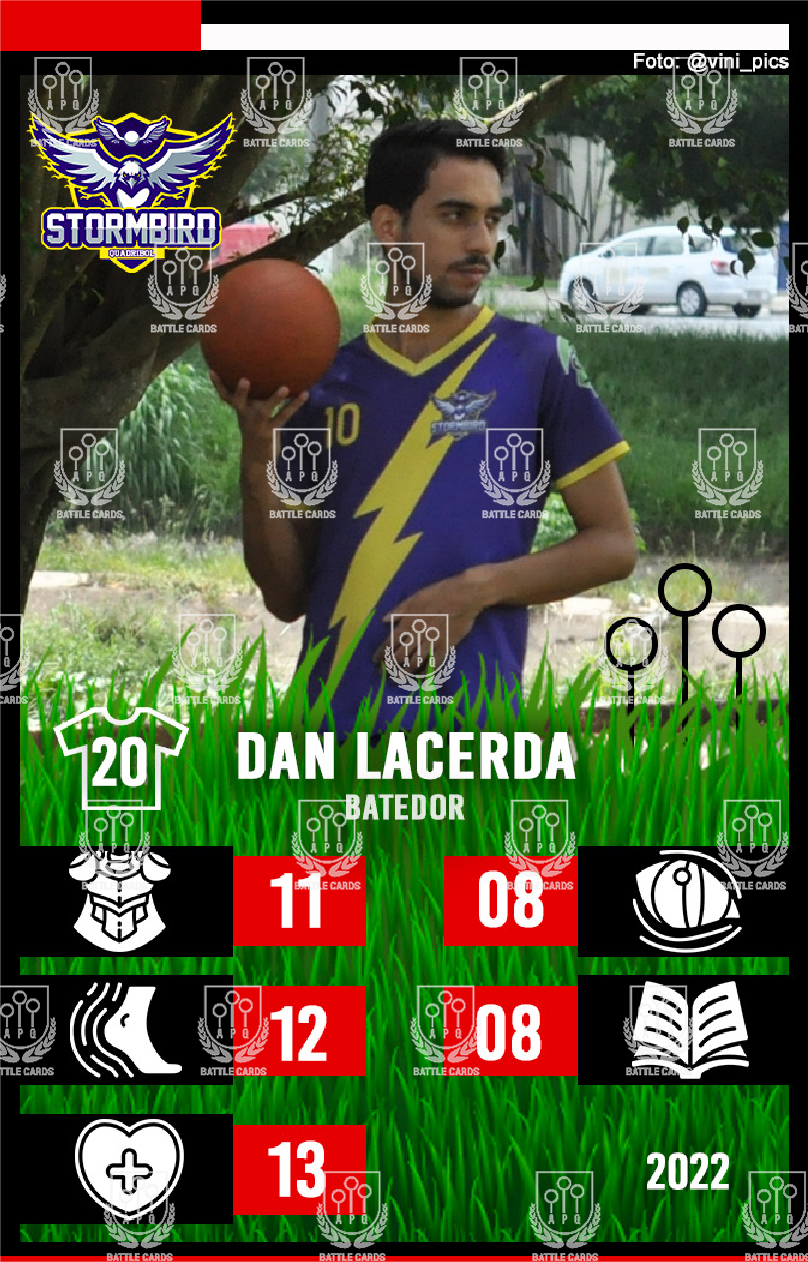 Foto: @vini_pics
STORMBIRD
QUADRIBOL
10
STORMBIRD
20
DAN LACERDA
BATEDOR
11
08
12
08
13
2022
APQ
BATTLE CARDS